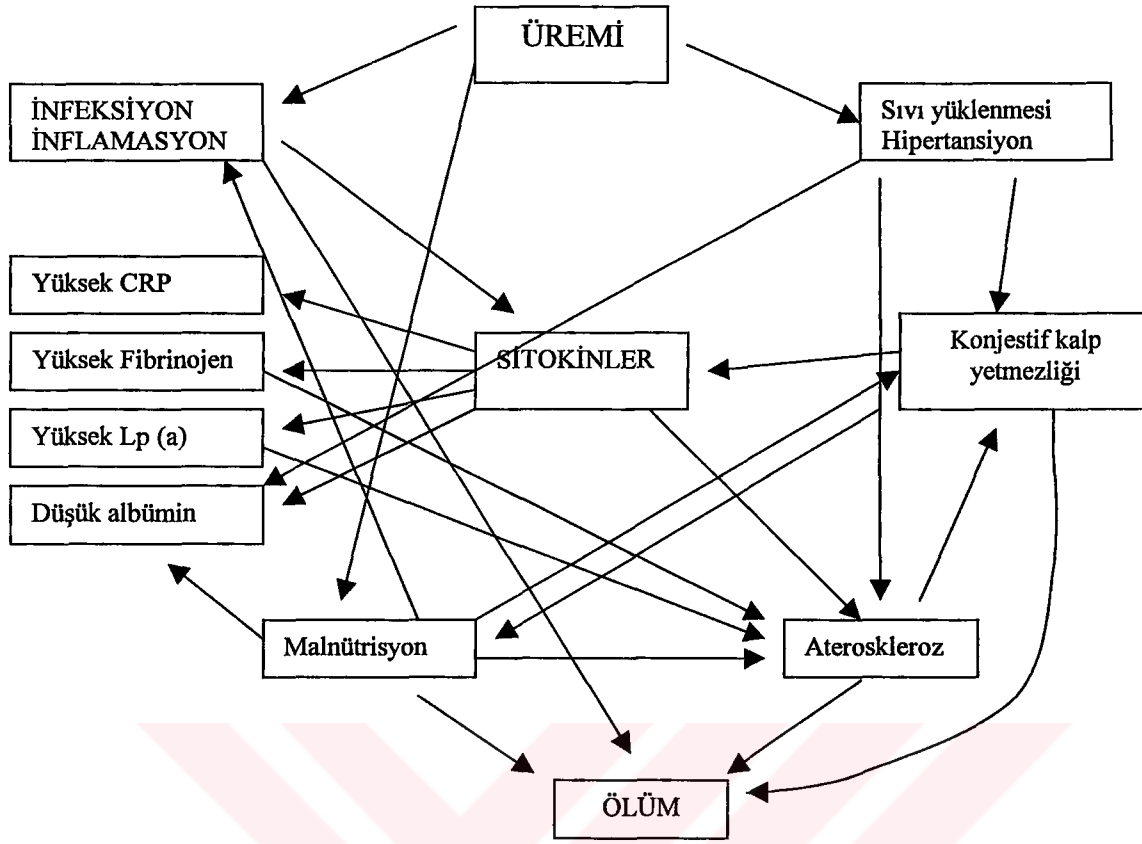 ÜREMİ
İNFEKSİYON
İNFLAMASYON
Sıvı yüklenmesi
Hipertansiyon
Yüksek CRP
Yüksek Fibrinojen
Yüksek Lp (a)
Düşük albümin
SİTOKİNLER
Konjestif kalp
yetmezliği
Malnütrisyon
Ateroskleroz
ÖLÜM